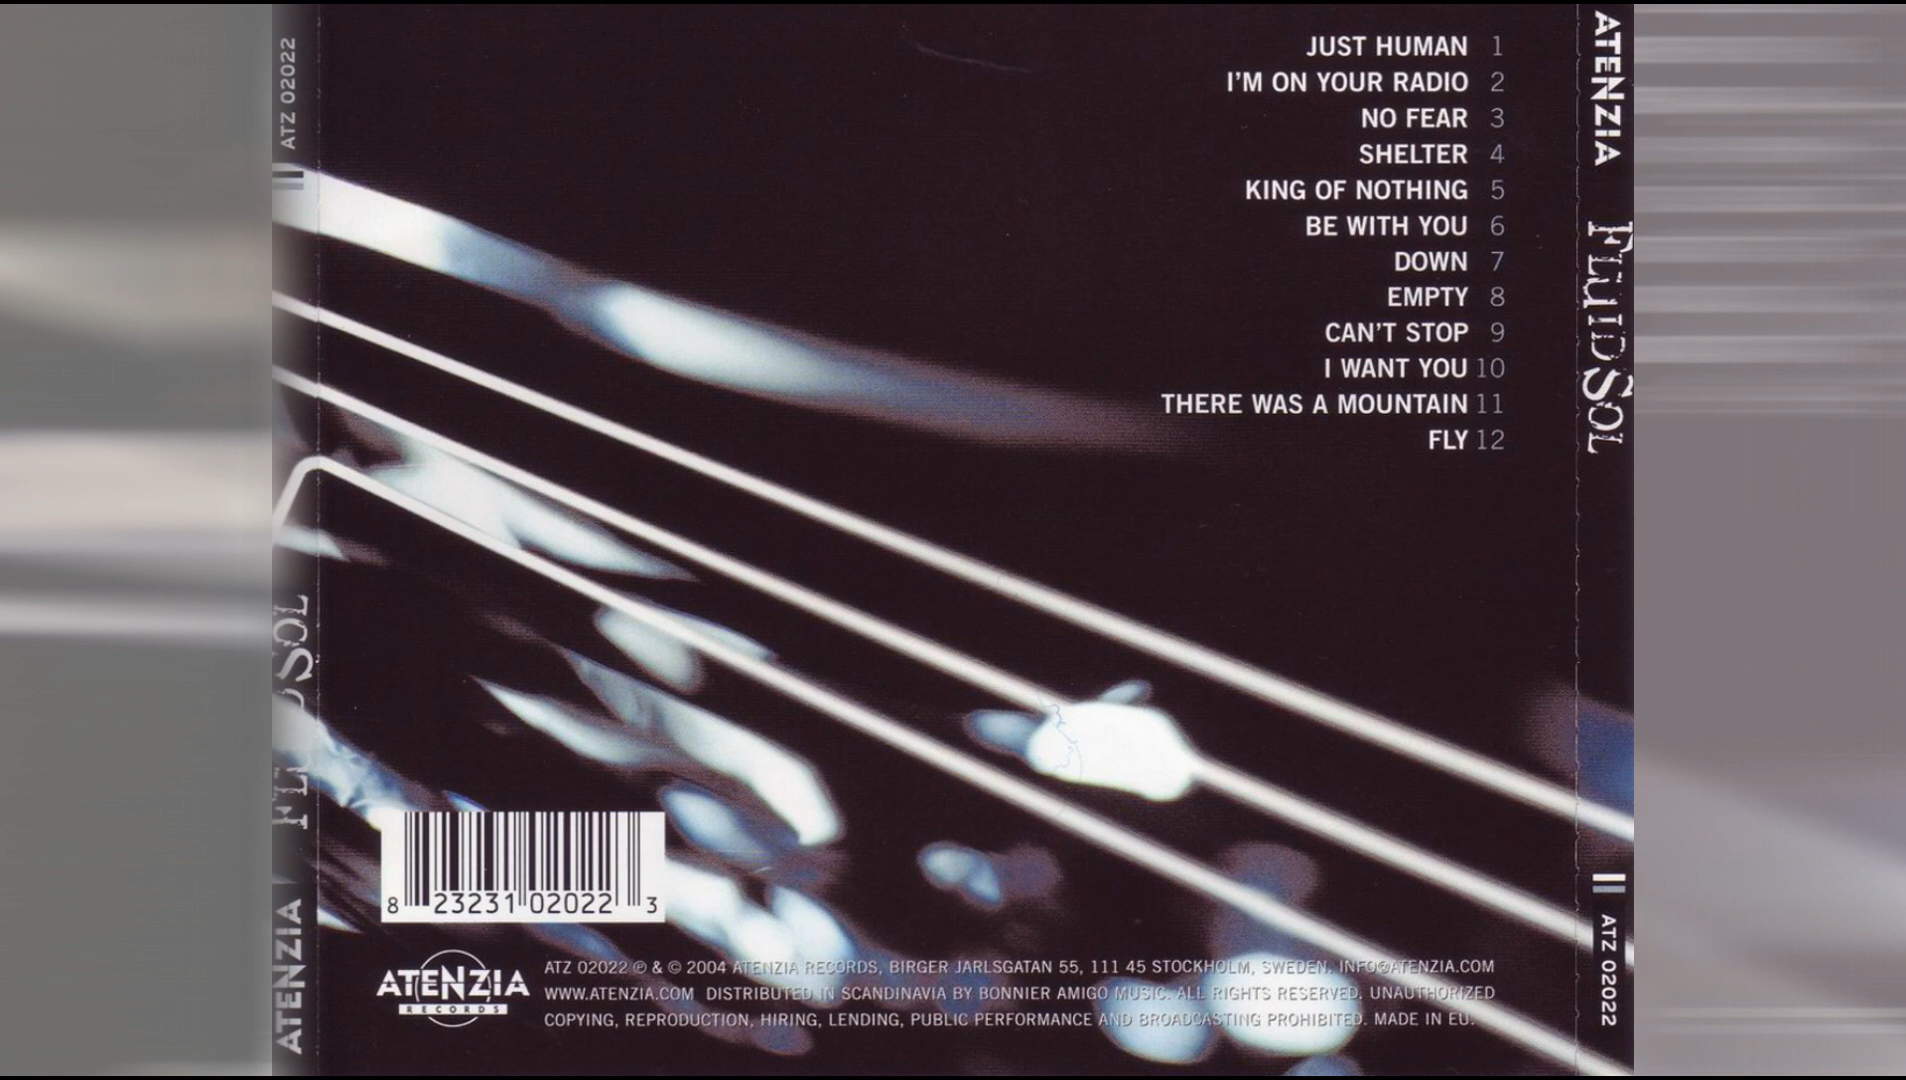 JUST HUMAN 1
I'M ON YOUR RADIO 2
NO FEAR 3
SHELTER 4
KING OF NOTHING 5
BE WITH YOU 6
DOWN 7
EMPTY 8
CAN'T STOP 9
I WANT YOU 10
THERE WAS A MOUNTAIN 11
FLY 12
ATENZIA FLUIDSOL ATZ 02022
ATENZIA FLUIDSOL ATZ 02022
8 23231 02022 3
ATENZIA
RECORDS
ATZ 02022 ℗ & © 2004 ATENZIA RECORDS, BIRGER JARLSGATAN 55, 111 45 STOCKHOLM, SWEDEN. INFO@ATENZIA.COM
WWW.ATENZIA.COM DISTRIBUTED IN SCANDINAVIA BY BONNIER AMIGO MUSIC. ALL RIGHTS RESERVED. UNAUTHORIZED
COPYING, REPRODUCTION, HIRING, LENDING, PUBLIC PERFORMANCE AND BROADCASTING PROHIBITED. MADE IN EU.